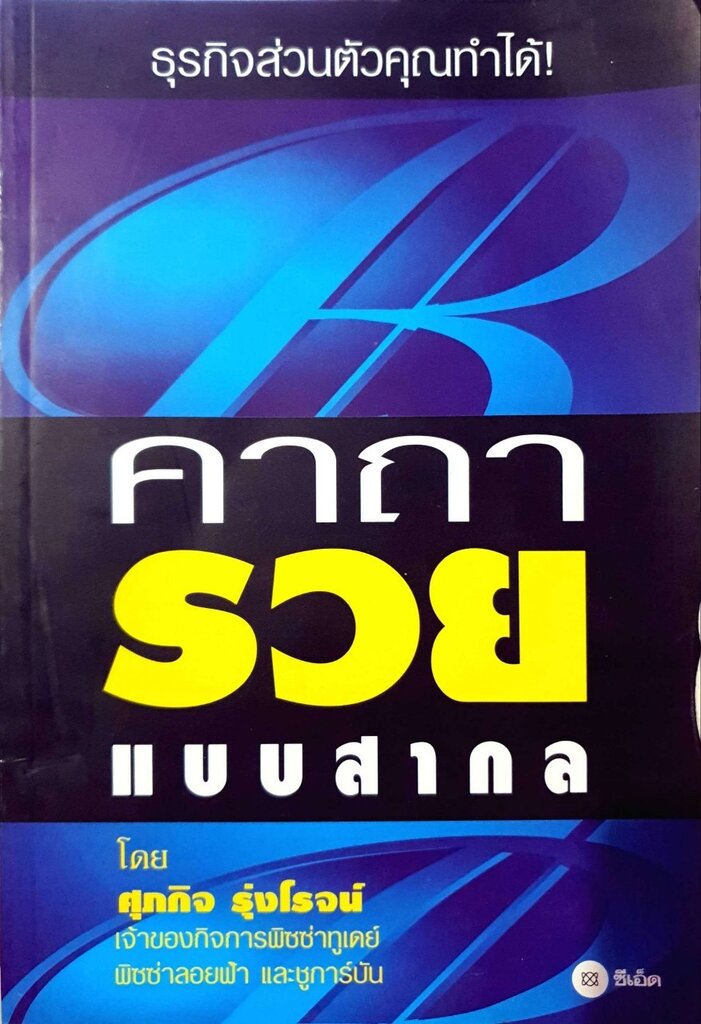 ธุรกิจส่วนตัวคุณทำได้!
คาถา
รวย
แบบสากล
โดย
ศุภกิจ รุ่งโรจน์
เจ้าของกิจการพิซซ่าทูเดย์
พิซซ่าลอยฟ้า และชูการ์บัน
ซีเอ็ด